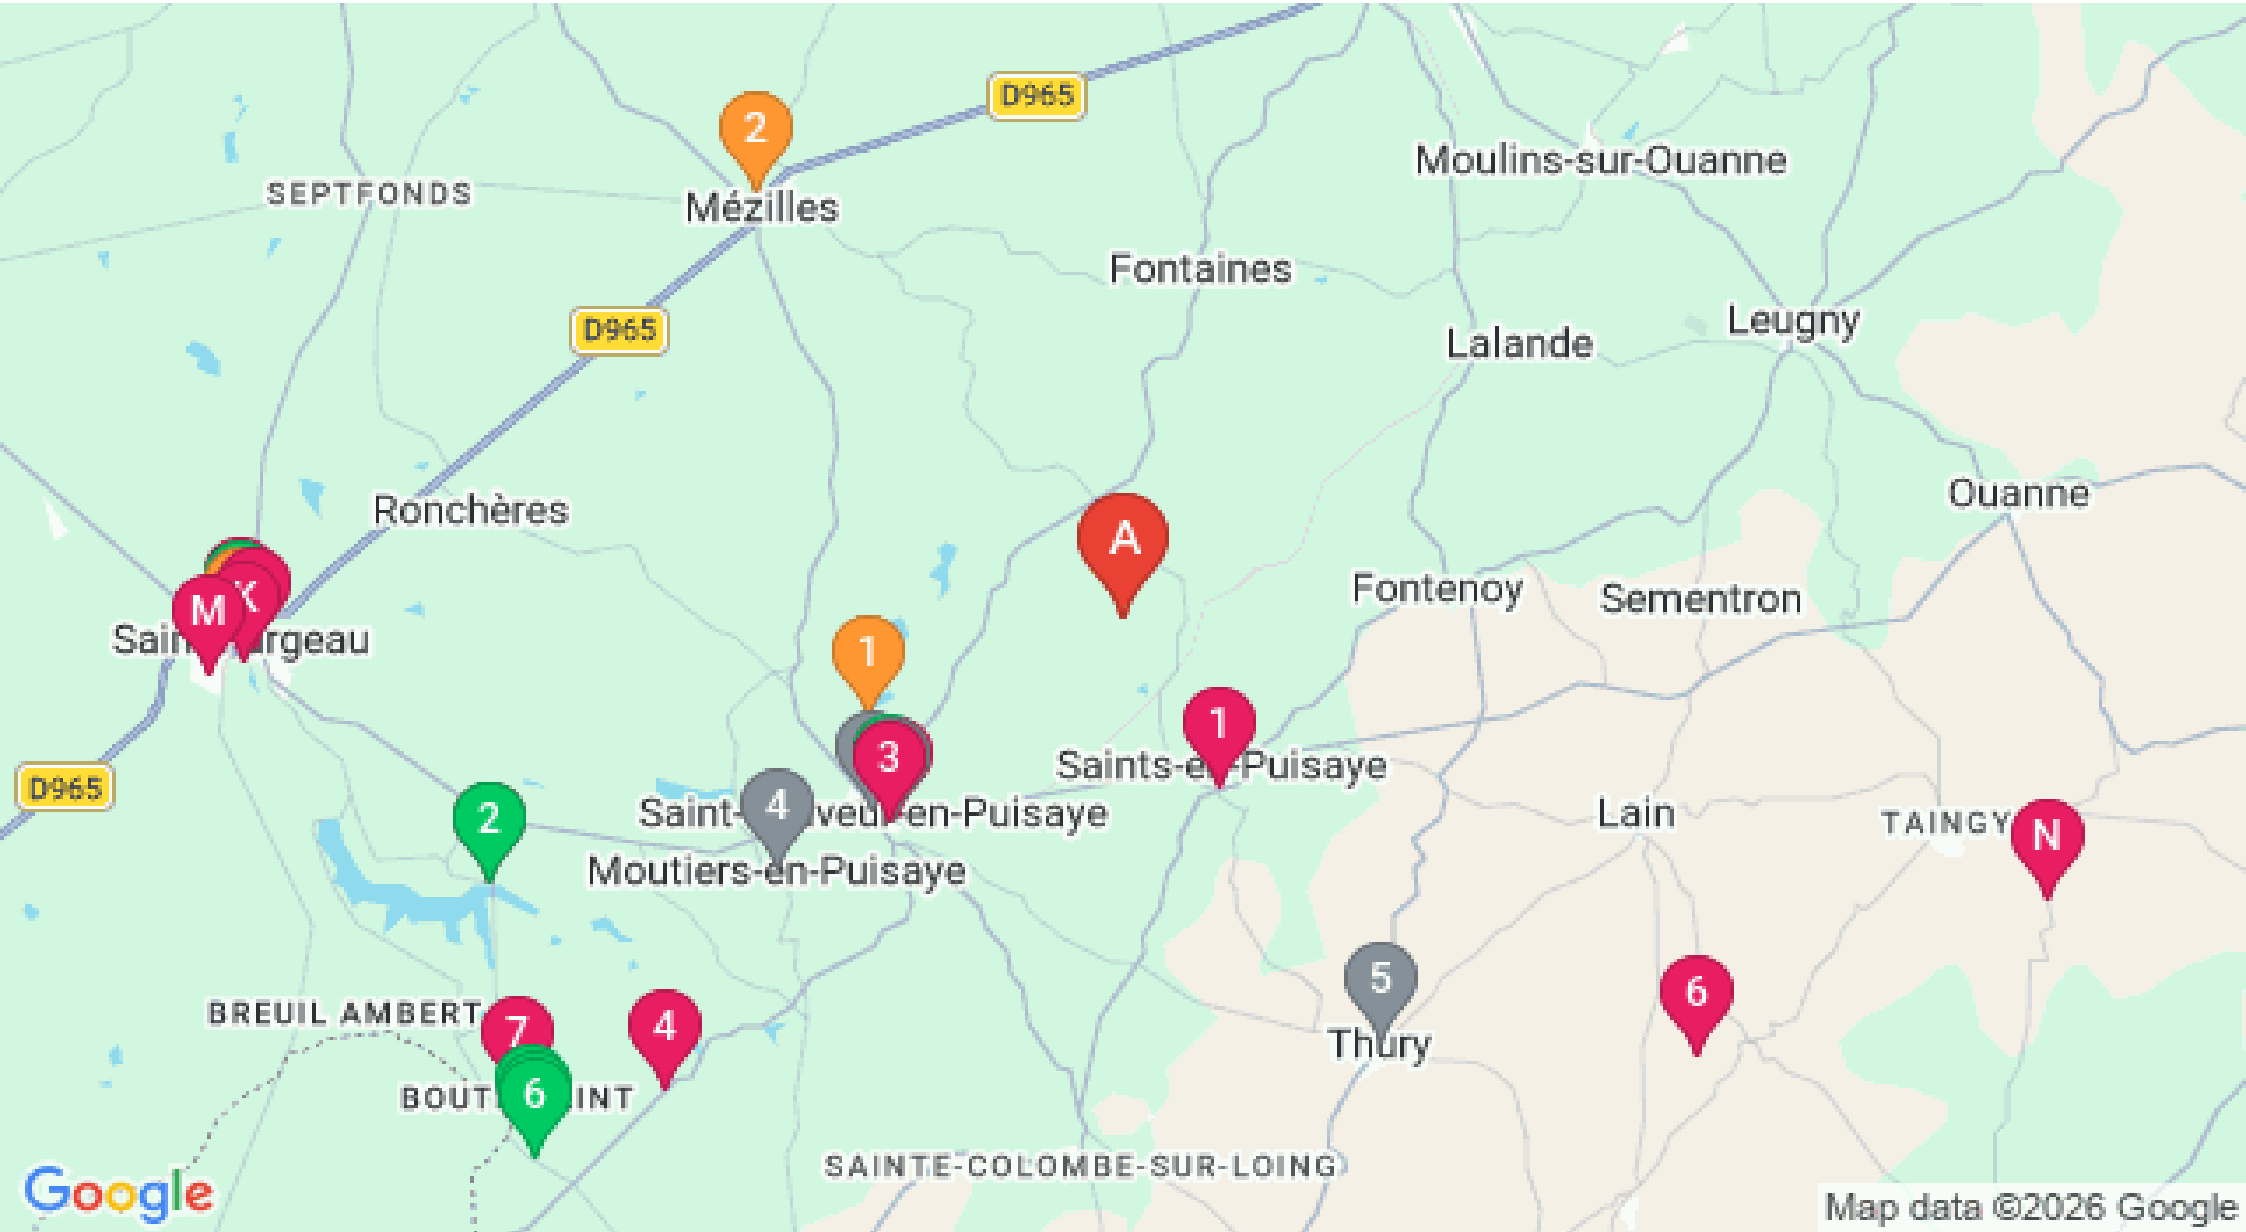 D965
2
Moulins-sur-Ouanne
SEPTFONDS
Mézilles
Fontaines
D965
Leugny
Lalande
Ouanne
Ronchères
A
Fontenoy
Sementron
M
1
1
3
Saints-en-Puisaye
D965
2
4
Lain
TAINGY
N
Moutiers-en-Puisaye
5
6
BREUIL AMBERT
7
4
Thury
6
SAINTE-COLOMBE-SUR-LOING
Google
Map data ©2026 Google